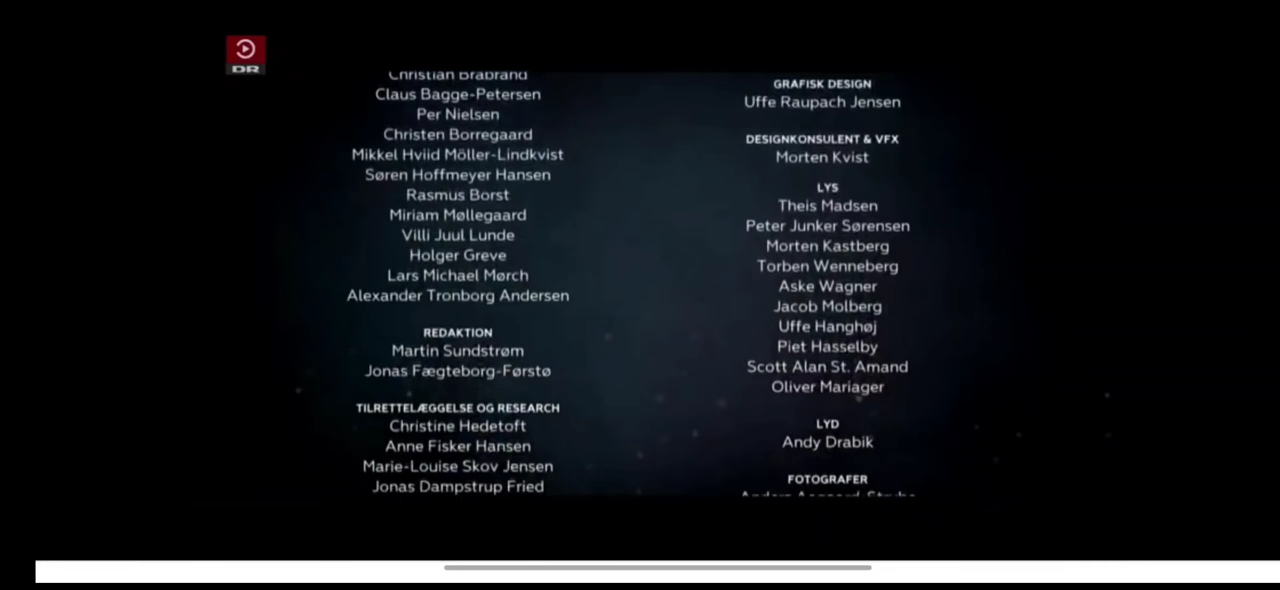 DR
Christian Brabrand
Claus Bagge-Petersen
Per Nielsen
Christen Borregaard
Mikkel Hviid Möller-Lindkvist
Søren Hoffmeyer Hansen
Rasmus Borst
Miriam Møllegaard
Villi Juul Lunde
Holger Greve
Lars Michael Mørch
Alexander Tronborg Andersen
REDAKTION
Martin Sundstrøm
Jonas Fægteborg-Førstø
TILRETTELÆGGELSE OG RESEARCH
Christine Hedetoft
Anne Fisker Hansen
Marie-Louise Skov Jensen
Jonas Dampstrup Fried
GRAFISK DESIGN
Uffe Raupach Jensen
DESIGNKONSULENT & VFX
Morten Kvist
LYS
Theis Madsen
Peter Junker Sørensen
Morten Kastberg
Torben Wenneberg
Aske Wagner
Jacob Molberg
Uffe Hanghøj
Piet Hasselby
Scott Alan St. Amand
Oliver Mariager
LYD
Andy Drabik
FOTOGRAFER